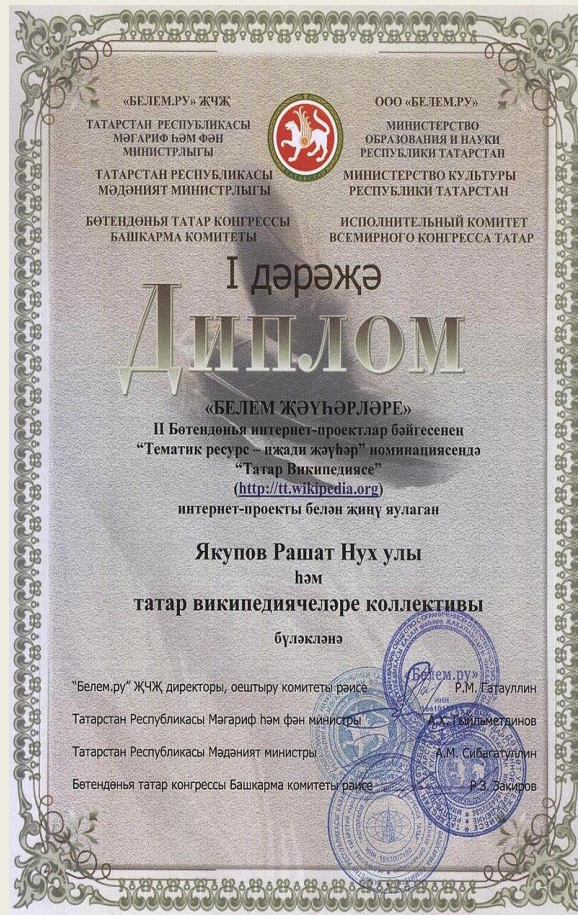 «БЕЛЕМ.РУ» ҖЧҖ
ТАТАРСТАН РЕСПУБЛИКАСЫ
МӘГАРИФ ҺӘМ ФӘН
МИНИСТРЛЫГЫ
ТАТАРСТАН РЕСПУБЛИКАСЫ
МӘДӘНИЯТ МИНИСТРЛЫГЫ
БӨТЕНДӨНЬЯ ТАТАР КОНГРЕССЫ
БАШКАРМА КОМИТЕТЫ
ООО «БЕЛЕМ.РУ»
МИНИСТЕРСТВО
ОБРАЗОВАНИЯ И НАУКИ
РЕСПУБЛИКИ ТАТАРСТАН
МИНИСТЕРСТВО КУЛЬТУРЫ
РЕСПУБЛИКИ ТАТАРСТАН
ИСПОЛНИТЕЛЬНЫЙ КОМИТЕТ
ВСЕМИРНОГО КОНГРЕССА ТАТАР
I дәрәҗә
Диплом
«БЕЛЕМ ҖӘҮҺӘРЛӘРЕ»
II Бөтендөнья интернет-проектлар бәйгесенең
“Тематик ресурс – иҗади җәүһәр” номинациясендә
“Татар Википедиясе”
(http://tt.wikipedia.org)
интернет-проекты белән җиңү яулаган
Якупов Рашат Нух улы
һәм
татар википедиячеләре коллективы
бүләкләнә
“Белем.ру” ҖЧҖ директоры, оештыру комитеты рәисе Р.М. Гатауллин
Татарстан Республикасы Мәгариф һәм фән министры А.Х. Гыйльметдинов
Татарстан Республикасы Мәдәният министры А.М. Сибагатуллин
Бөтендөнья татар конгрессы Башкарма комитеты рәисе Р.З. Закиров
«Белем.ру»
ИНН